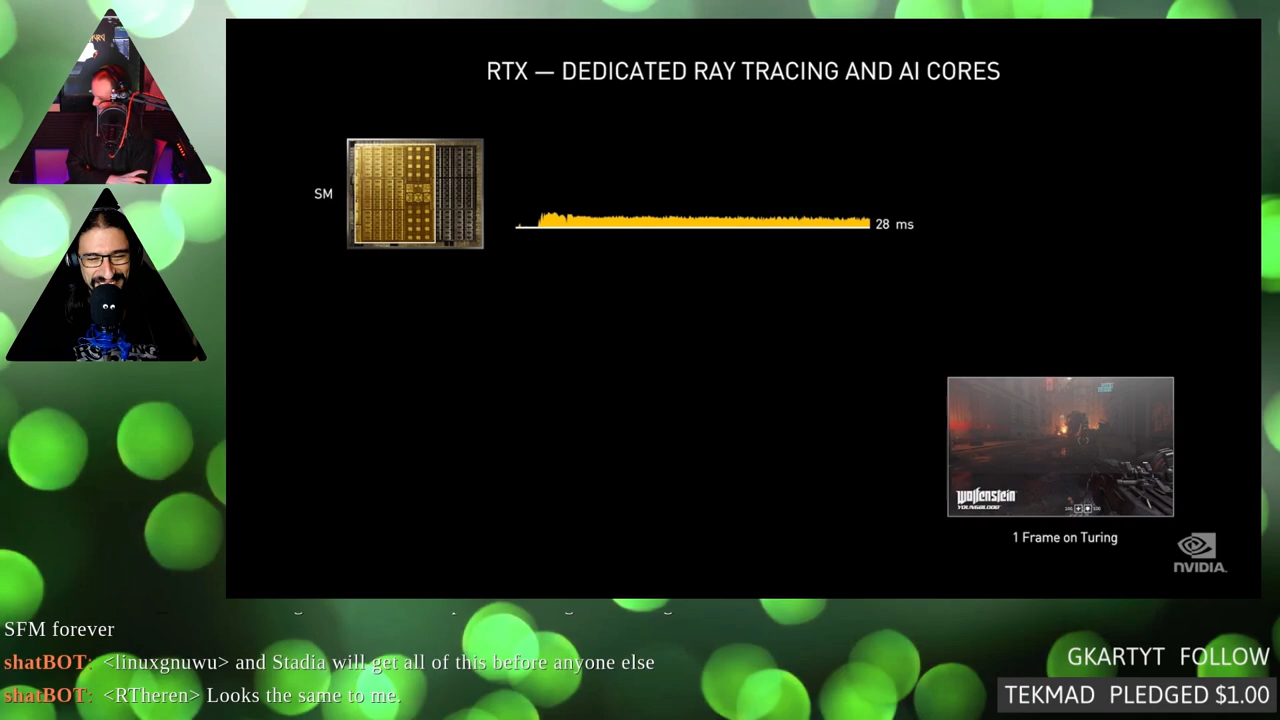 RTX — DEDICATED RAY TRACING AND AI CORES
SM
28 ms
WOLFENSTEIN
YOUNGBLOOD
1 Frame on Turing
NVIDIA.
SFM forever
shatBOT: <linuxgnuwu> and Stadia will get all of this before anyone else
shatBOT: <RTheren> Looks the same to me.
GKARTYT FOLLOW
TEKMAD PLEDGED $1.00